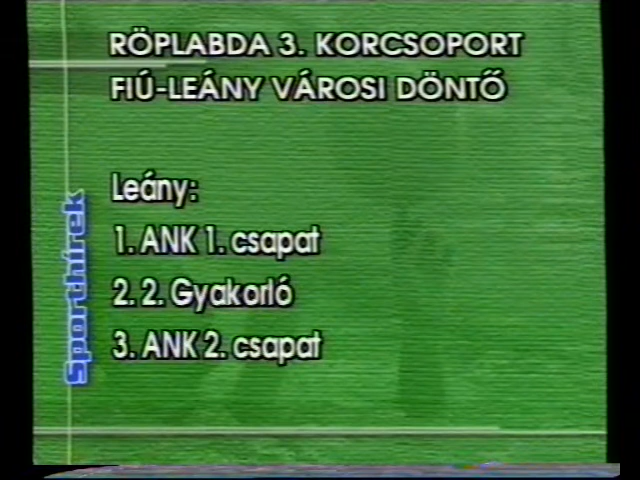 RÖPLABDA 3. KORCSOPORT
FIÚ-LEÁNY VÁROSI DÖNTŐ
Leány:
1. ANK 1. csapat
2. 2. Gyakorló
3. ANK 2. csapat
Sporthírek